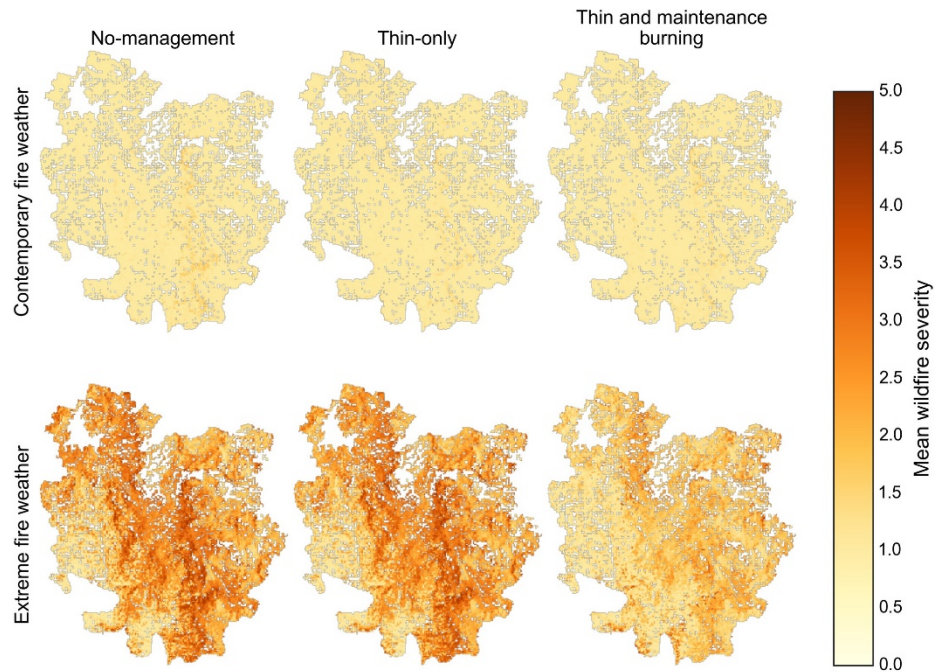 No-management
Thin-only
Thin and maintenance
burning
Contemporary fire weather
Extreme fire weather
5.0
4.5
4.0
3.5
3.0
2.5
2.0
1.5
1.0
0.5
0.0
Mean wildfire severity